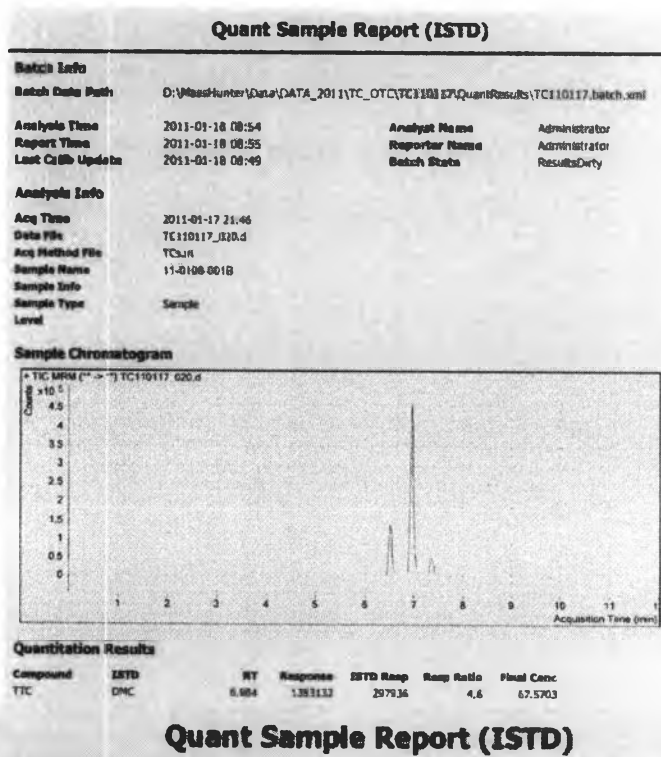 Quant Sample Report (ISTD)
Batch Info
Batch Data Path D:\MassHunter\Data\DATA_2011\TC_OTC\TC110117\QuantResults\TC110117.batch.xml
Analysis Time 2011-01-18 08:54 Analyst Name Administrator
Report Time 2011-01-18 08:55 Reporter Name Administrator
Last Calib Update 2011-01-18 08:49 Batch State ResultsDirty
Analysis Info
Acq Time 2011-01-17 21:46
Data File TC110117_020.d
Acq Method File
Sample Name 11-0108-001B
Sample Info
Sample Type Sample
Level
Sample Chromatogram
+ TIC MRM (** -> **) TC110117_020.d
Counts x10 5
4.5
4
3.5
3
2.5
2
1.5
1
0.5
0
1 2 3 4 5 6 7 8 9 10 11
Acquisition Time (min)
Quantitation Results
Compound ISTD RT Response ISTD Resp Resp Ratio Final Conc
TTC DMC 6.984 297936 4.6 67.5703
Quant Sample Report (ISTD)